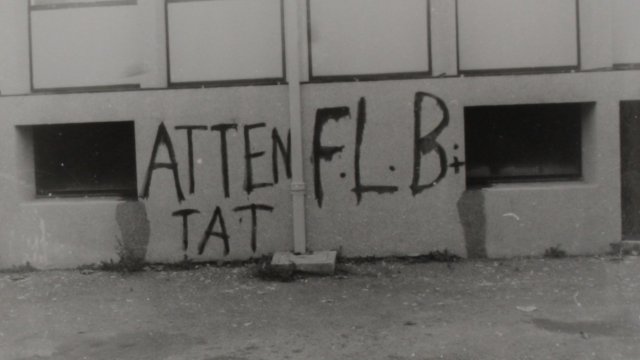 ATTEN
TAT
F.L.B.